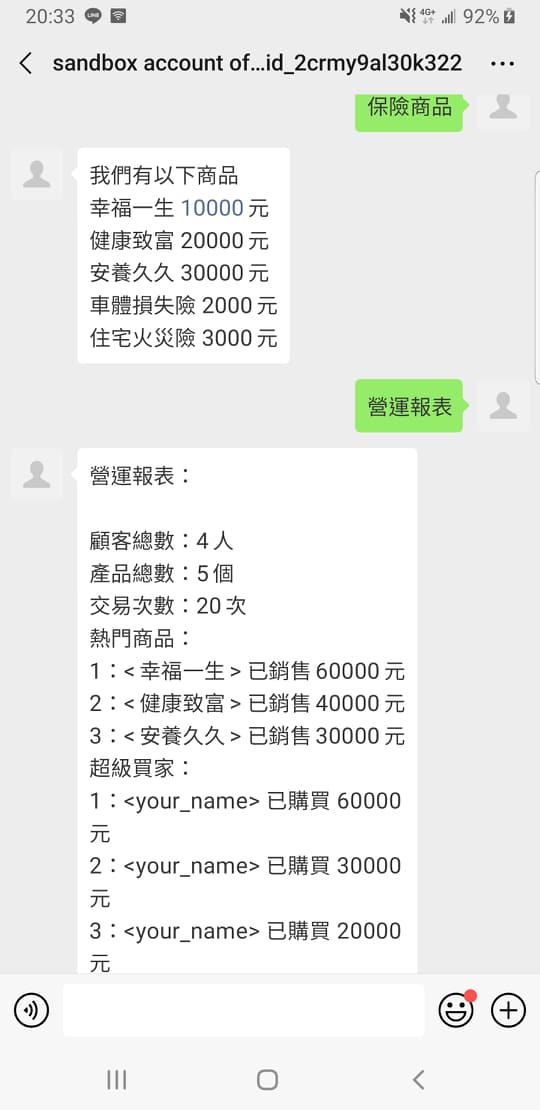 20:33
4G+
92%
sandbox account of...id_2crmy9al30k322
保險商品
我們有以下商品
幸福一生 10000 元
健康致富 20000 元
安養久久 30000 元
車體損失險 2000 元
住宅火災險 3000 元
營運報表
營運報表：
顧客總數：4 人
產品總數：5 個
交易次數：20 次
熱門商品：
1：< 幸福一生 > 已銷售 60000 元
2：< 健康致富 > 已銷售 40000 元
3：< 安養久久 > 已銷售 30000 元
超級買家：
1：<your_name> 已購買 60000
元
2：<your_name> 已購買 30000
元
3：<your_name> 已購買 20000
元